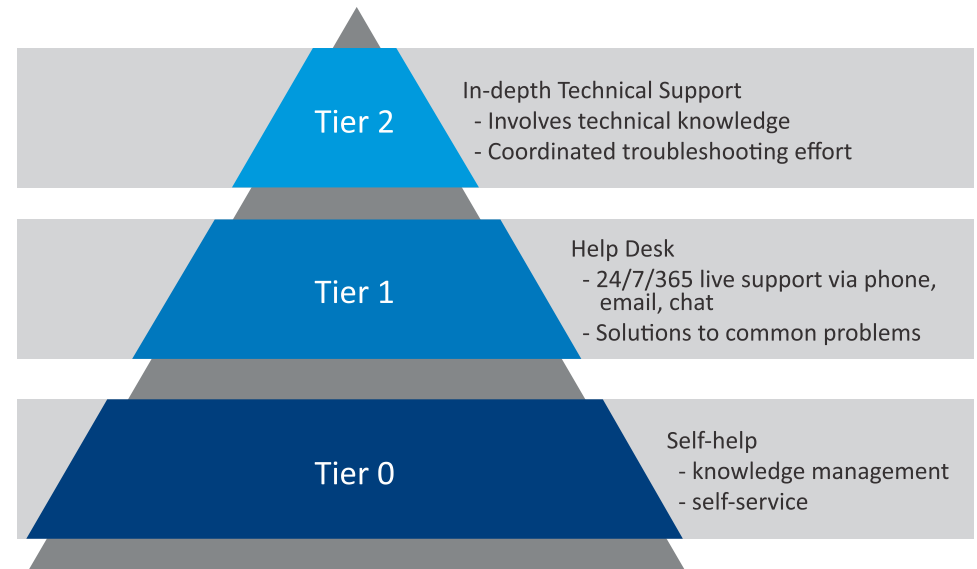 Tier 2
In-depth Technical Support
- Involves technical knowledge
- Coordinated troubleshooting effort
Tier 1
Help Desk
- 24/7/365 live support via phone,
email, chat
- Solutions to common problems
Tier 0
Self-help
- knowledge management
- self-service